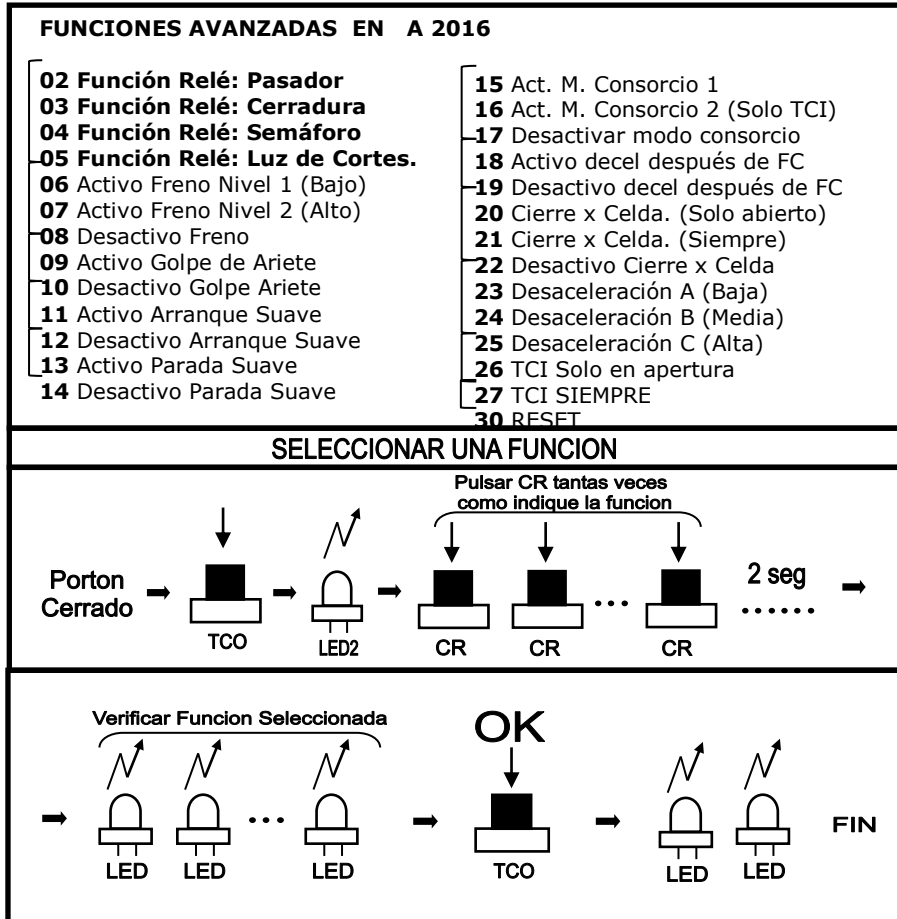 FUNCIONES AVANZADAS EN A 2016
02 Función Relé: Pasador
03 Función Relé: Cerradura
04 Función Relé: Semáforo
05 Función Relé: Luz de Cortes.
06 Activo Freno Nivel 1 (Bajo)
07 Activo Freno Nivel 2 (Alto)
08 Desactivo Freno
09 Activo Golpe de Ariete
10 Desactivo Golpe Ariete
11 Activo Arranque Suave
12 Desactivo Arranque Suave
13 Activo Parada Suave
14 Desactivo Parada Suave
15 Act. M. Consorcio 1
16 Act. M. Consorcio 2 (Solo TCI)
17 Desactivar modo consorcio
18 Activo decel después de FC
19 Desactivo decel después de FC
20 Cierre x Celda. (Solo abierto)
21 Cierre x Celda. (Siempre)
22 Desactivo Cierre x Celda
23 Desaceleración A (Baja)
24 Desaceleración B (Media)
25 Desaceleración C (Alta)
26 TCI Solo en apertura
27 TCI SIEMPRE
30 RESET
SELECCIONAR UNA FUNCION
Pulsar CR tantas veces
como indique la funcion
Porton
Cerrado
TCO
LED2
CR
CR
...
CR
2 seg
......
Verificar Funcion Seleccionada
LED
LED
...
LED
OK
TCO
LED
LED
FIN